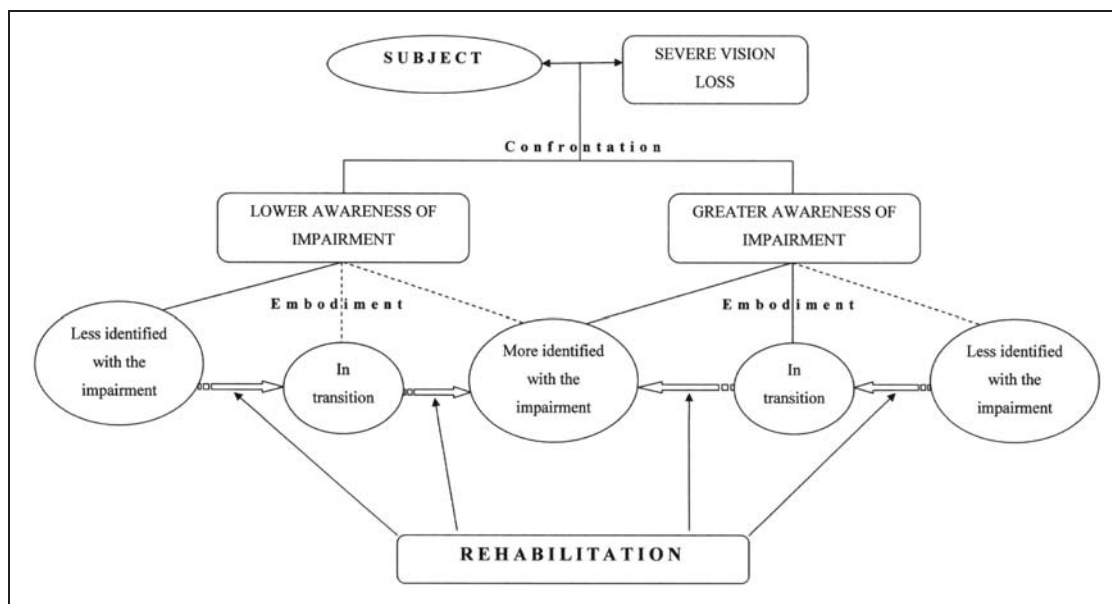 SUBJECT
SEVERE VISION
LOSS
Confrontation
LOWER AWARENESS OF
IMPAIRMENT
GREATER AWARENESS OF
IMPAIRMENT
Embodiment
Embodiment
Less identified
with the
impairment
In
transition
More identified
with the
impairment
In
transition
Less identified
with the
impairment
REHABILITATION